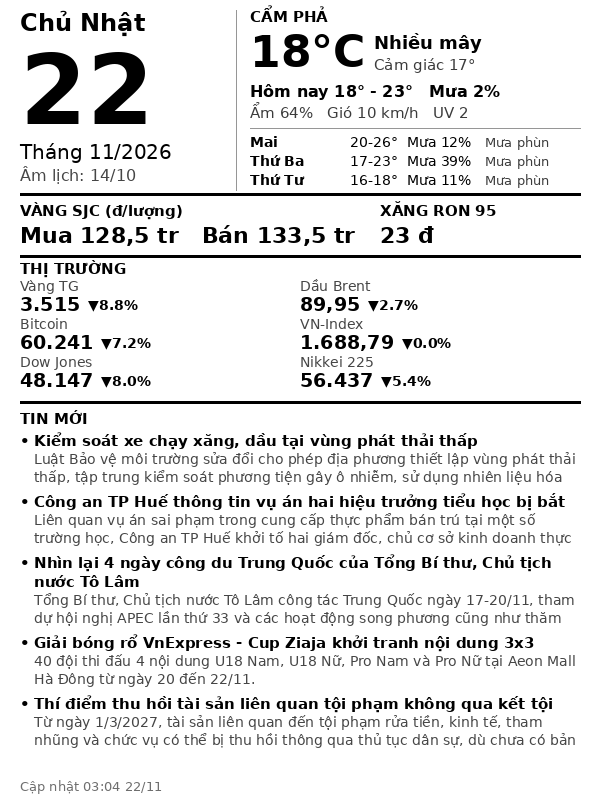 Chủ Nhật
22
Tháng 11/2026
Âm lịch: 14/10
CẨM PHẢ
18°C Nhiều mây
Cảm giác 17°
Hôm nay 18° - 23° Mưa 2%
Ẩm 64% Gió 10 km/h UV 2
Mai 20-26° Mưa 12% Mưa phùn
Thứ Ba 17-23° Mưa 39% Mưa phùn
Thứ Tư 16-18° Mưa 11% Mưa phùn
VÀNG SJC (đ/lượng)
Mua 128,5 tr Bán 133,5 tr
XĂNG RON 95
23 đ
THỊ TRƯỜNG
Vàng TG
3.515 ▼8.8%
Dầu Brent
89,95 ▼2.7%
Bitcoin
60.241 ▼7.2%
VN-Index
1.688,79 ▼0.0%
Dow Jones
48.147 ▼8.0%
Nikkei 225
56.437 ▼5.4%
TIN MỚI
• Kiểm soát xe chạy xăng, dầu tại vùng phát thải thấp
Luật Bảo vệ môi trường sửa đổi cho phép địa phương thiết lập vùng phát thải
thấp, tập trung kiểm soát phương tiện gây ô nhiễm, sử dụng nhiên liệu hóa
• Công an TP Huế thông tin vụ án hai hiệu trưởng tiểu học bị bắt
Liên quan vụ án sai phạm trong cung cấp thực phẩm bán trú tại một số
trường học, Công an TP Huế khởi tố hai giám đốc, chủ cơ sở kinh doanh thực
• Nhìn lại 4 ngày công du Trung Quốc của Tổng Bí thư, Chủ tịch
nước Tô Lâm
Tổng Bí thư, Chủ tịch nước Tô Lâm công tác Trung Quốc ngày 17-20/11, tham
dự hội nghị APEC lần thứ 33 và các hoạt động song phương cũng như thăm
• Giải bóng rổ VnExpress - Cup Ziaja khởi tranh nội dung 3x3
40 đội thi đấu 4 nội dung U18 Nam, U18 Nữ, Pro Nam và Pro Nữ tại Aeon Mall
Hà Đông từ ngày 20 đến 22/11.
• Thí điểm thu hồi tài sản liên quan tội phạm không qua kết tội
Từ ngày 1/3/2027, tài sản liên quan đến tội phạm rửa tiền, kinh tế, tham
nhũng và chức vụ có thể bị thu hồi thông qua thủ tục dân sự, dù chưa có bản
Cập nhật 03:04 22/11